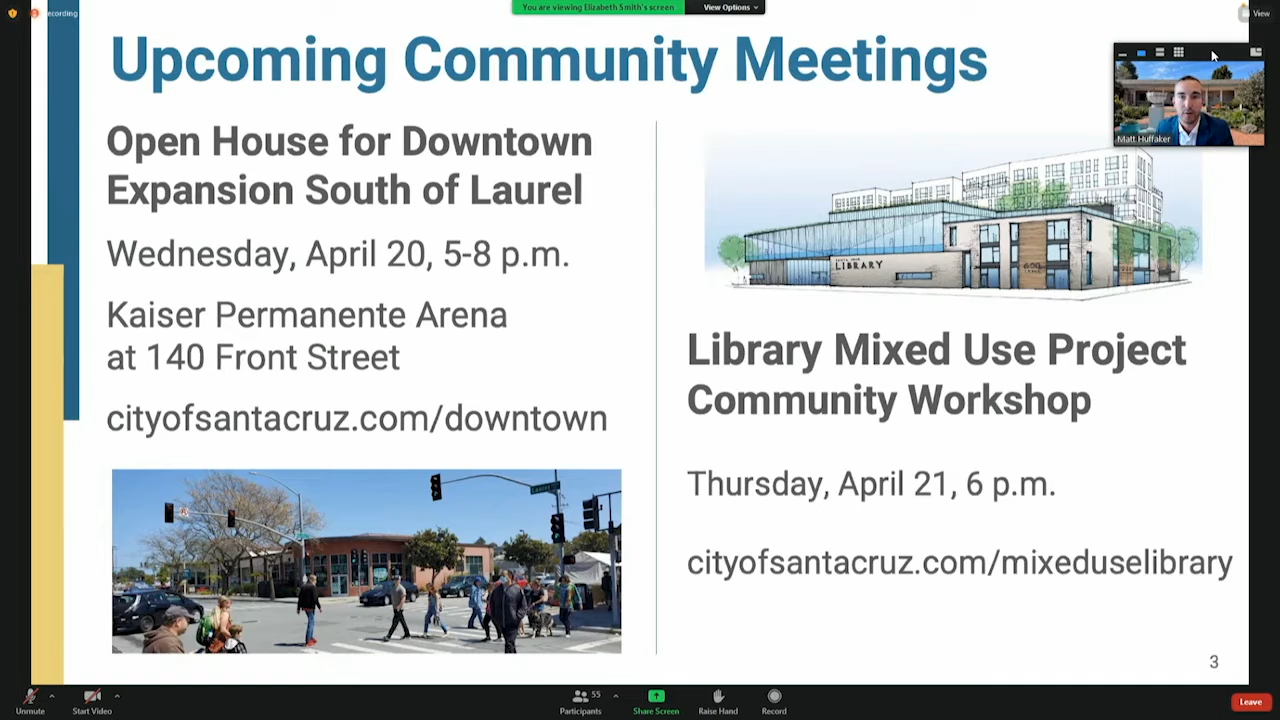 Recording
You are viewing Elizabeth Smith's screen
View Options
View
Upcoming Community Meetings
Matt Huffaker
Open House for Downtown
Expansion South of Laurel
Wednesday, April 20, 5-8 p.m.
Kaiser Permanente Arena
at 140 Front Street
cityofsantacruz.com/downtown
LIBRARY
Library Mixed Use Project
Community Workshop
Thursday, April 21, 6 p.m.
cityofsantacruz.com/mixeduselibrary
3
Unmute
Start Video
55
Participants
Share Screen
Raise Hand
Record
Leave